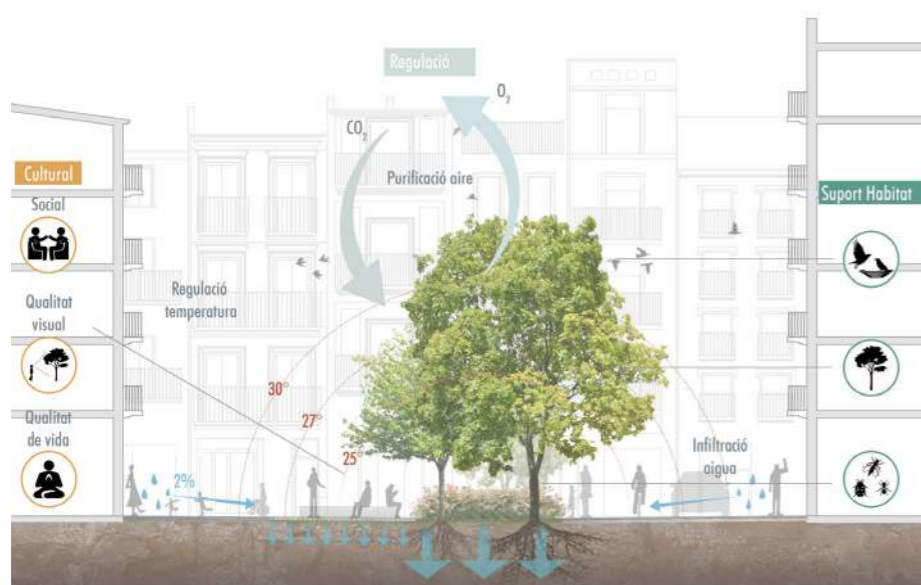 Regulació
O₂
CO₂
Purificació aire
Cultural
Social
Suport Habitat
Regulació
temperatura
Qualitat
visual
30°
27°
Qualitat
de vida
25°
Infiltració
aigua
2%